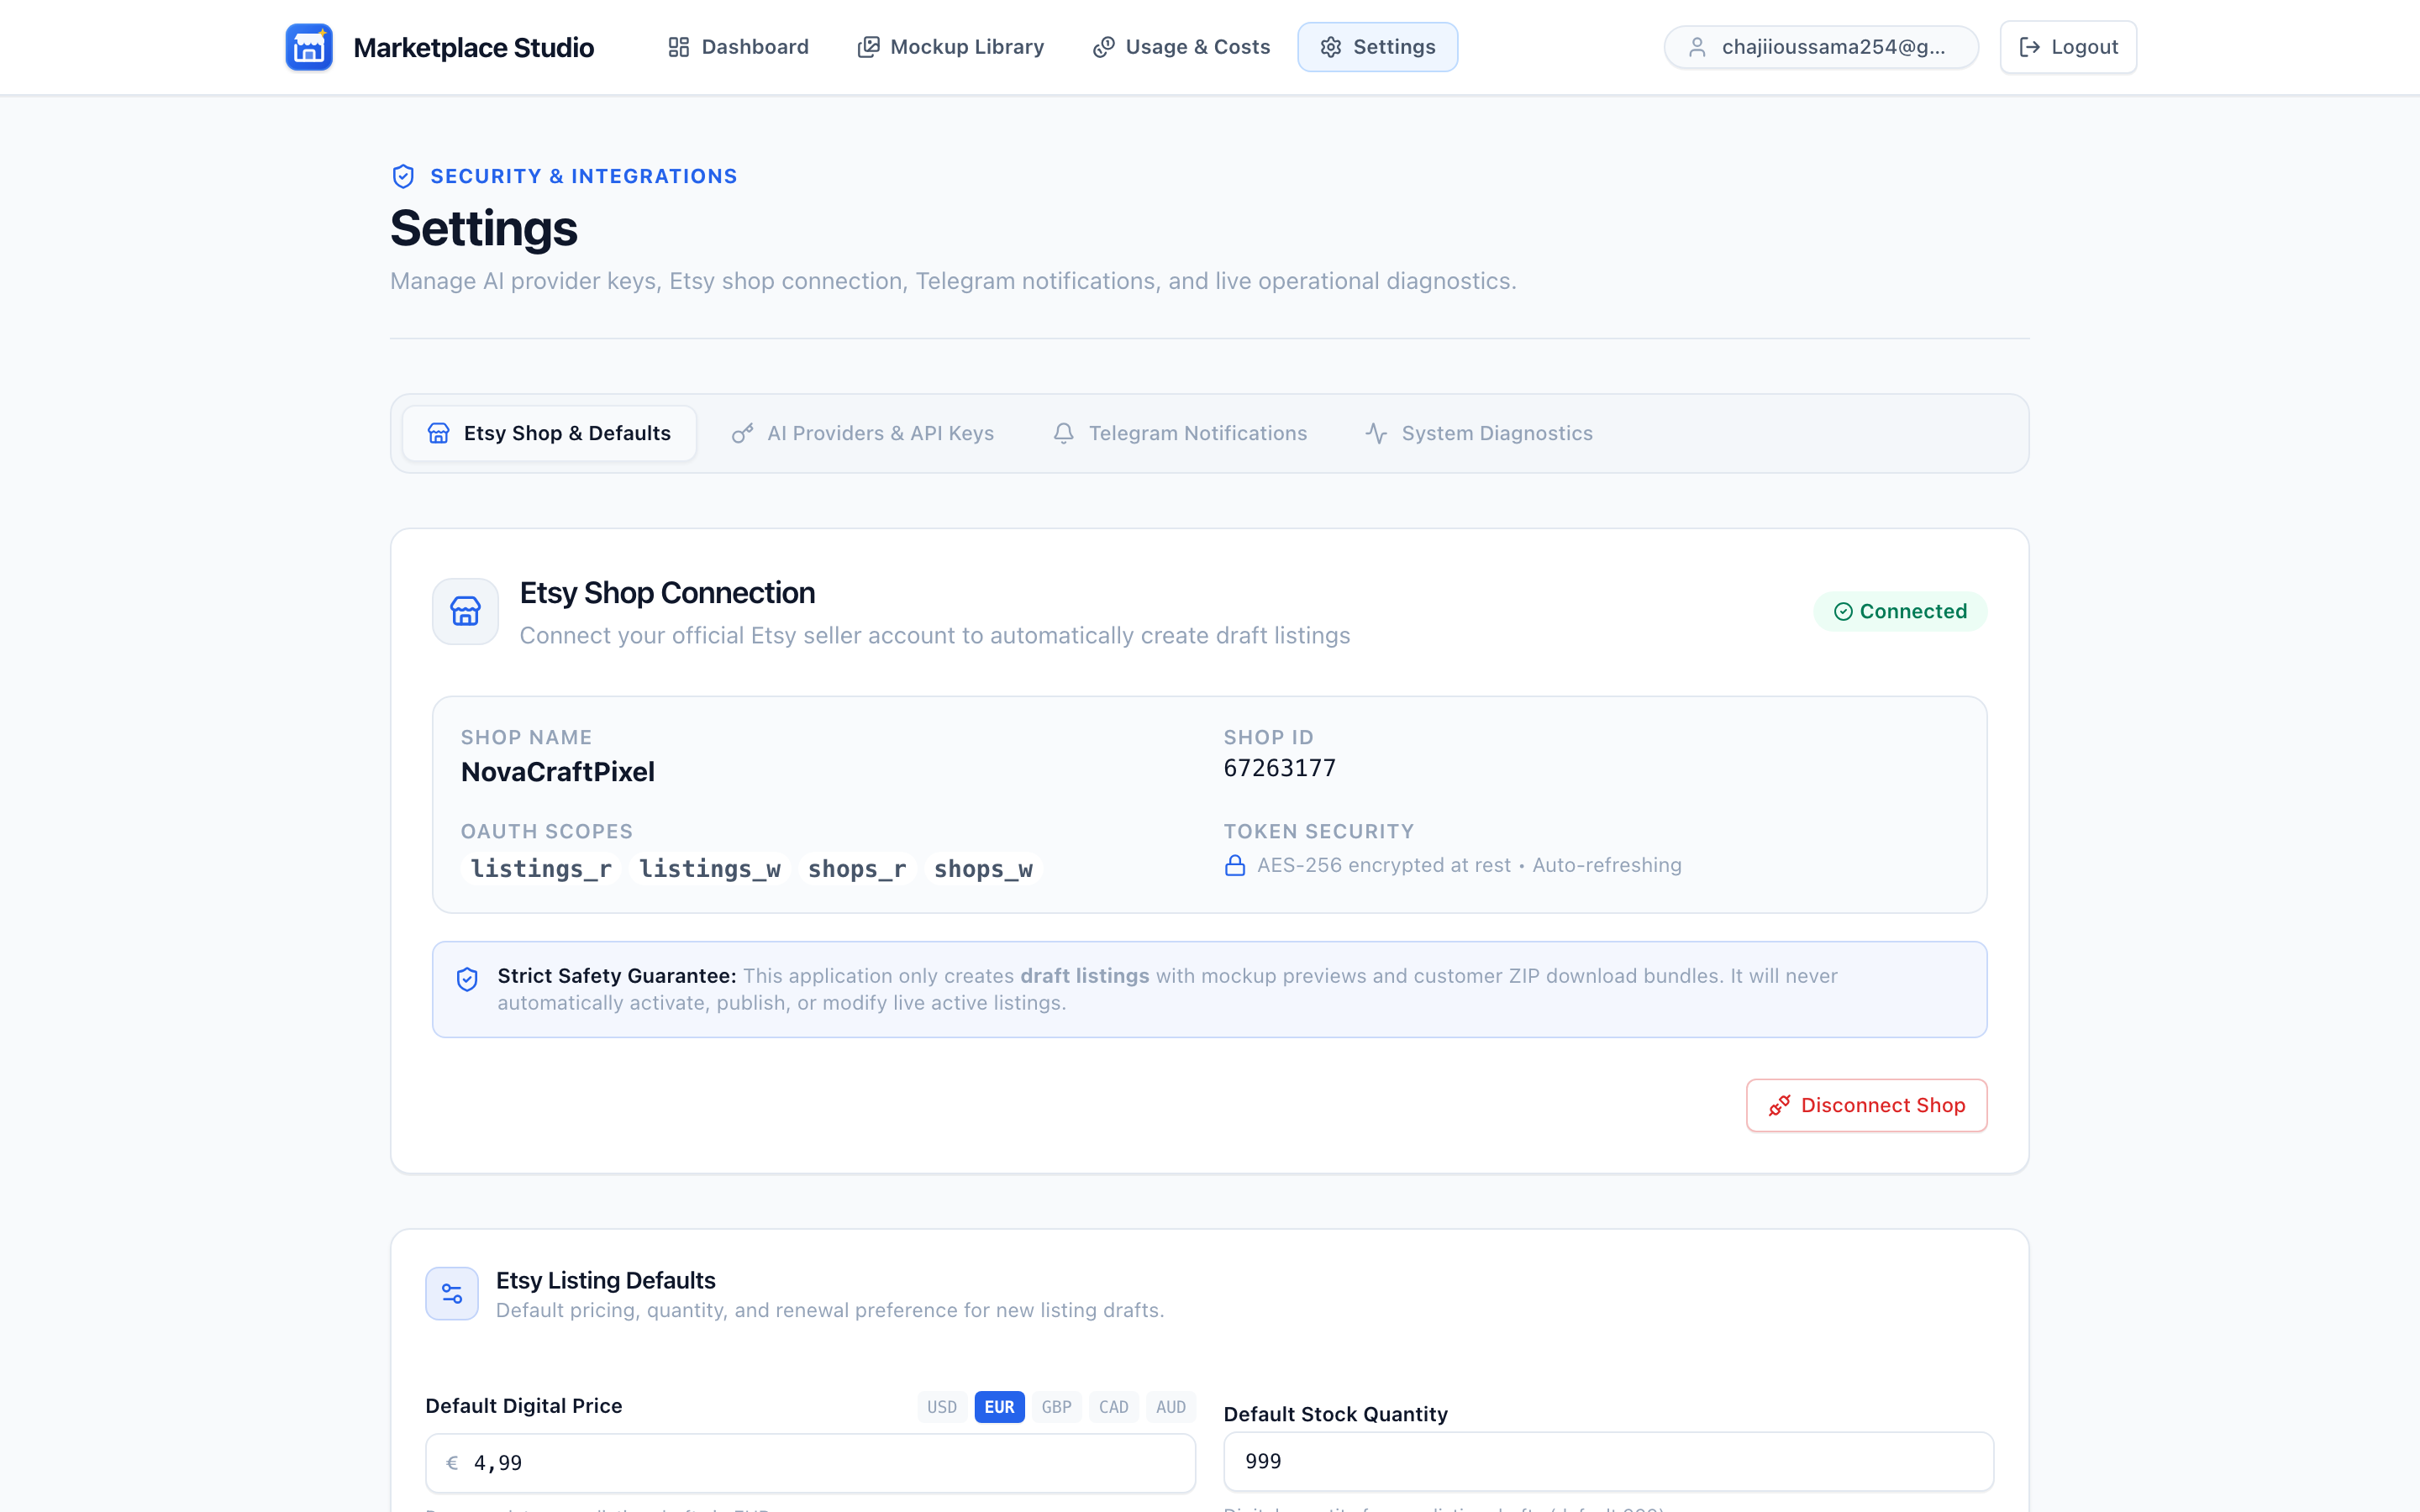 Marketplace Studio
Dashboard
Mockup Library
Usage & Costs
Settings
chajiioussama254@g...
Logout
SECURITY & INTEGRATIONS
Settings
Manage AI provider keys, Etsy shop connection, Telegram notifications, and live operational diagnostics.
Etsy Shop & Defaults
AI Providers & API Keys
Telegram Notifications
System Diagnostics
Etsy Shop Connection
Connect your official Etsy seller account to automatically create draft listings
Connected
SHOP NAME
NovaCraftPixel
SHOP ID
67263177
OAUTH SCOPES
listings_r listings_w shops_r shops_w
TOKEN SECURITY
AES-256 encrypted at rest • Auto-refreshing
Strict Safety Guarantee: This application only creates draft listings with mockup previews and customer ZIP download bundles. It will never
automatically activate, publish, or modify live active listings.
Disconnect Shop
Etsy Listing Defaults
Default pricing, quantity, and renewal preference for new listing drafts.
Default Digital Price
USD EUR GBP CAD AUD
€ 4,99
Default Stock Quantity
999